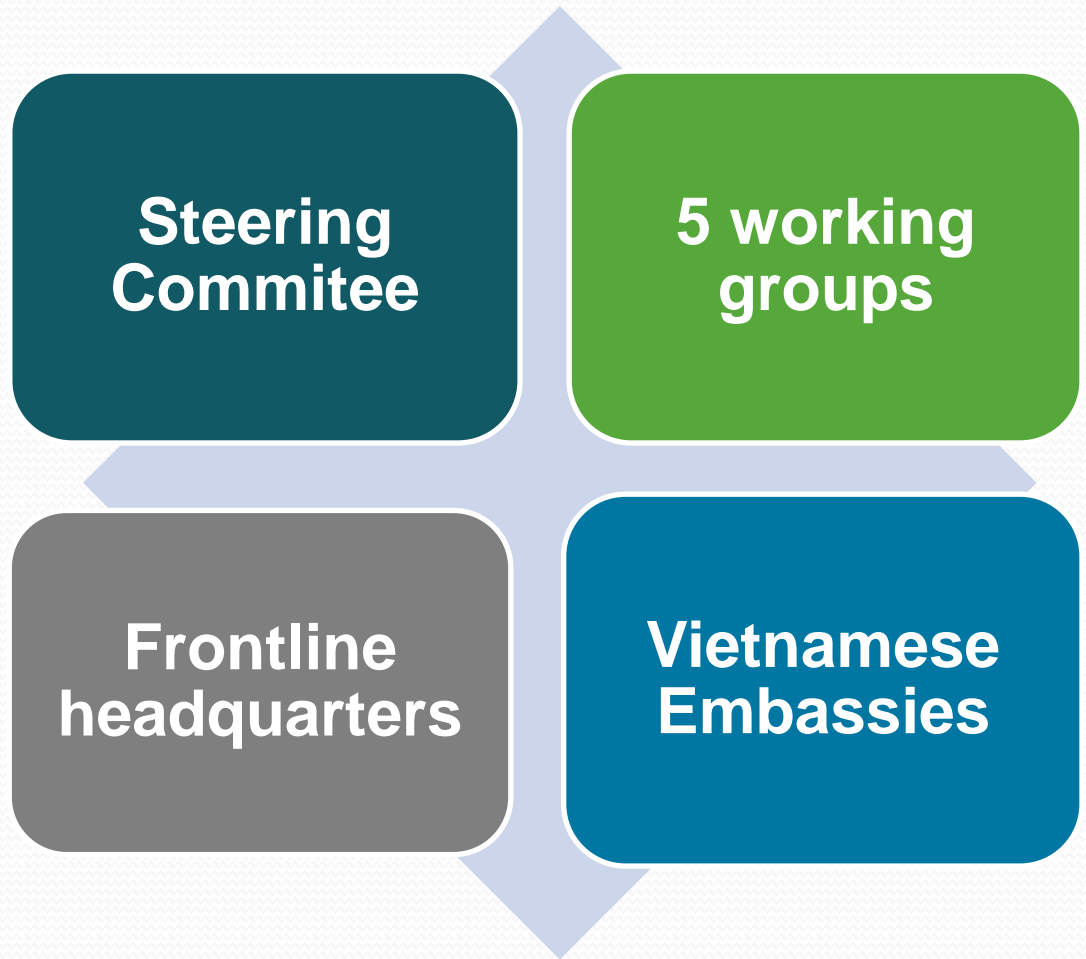 Steering
Commitee
5 working
groups
Frontline
headquarters
Vietnamese
Embassies